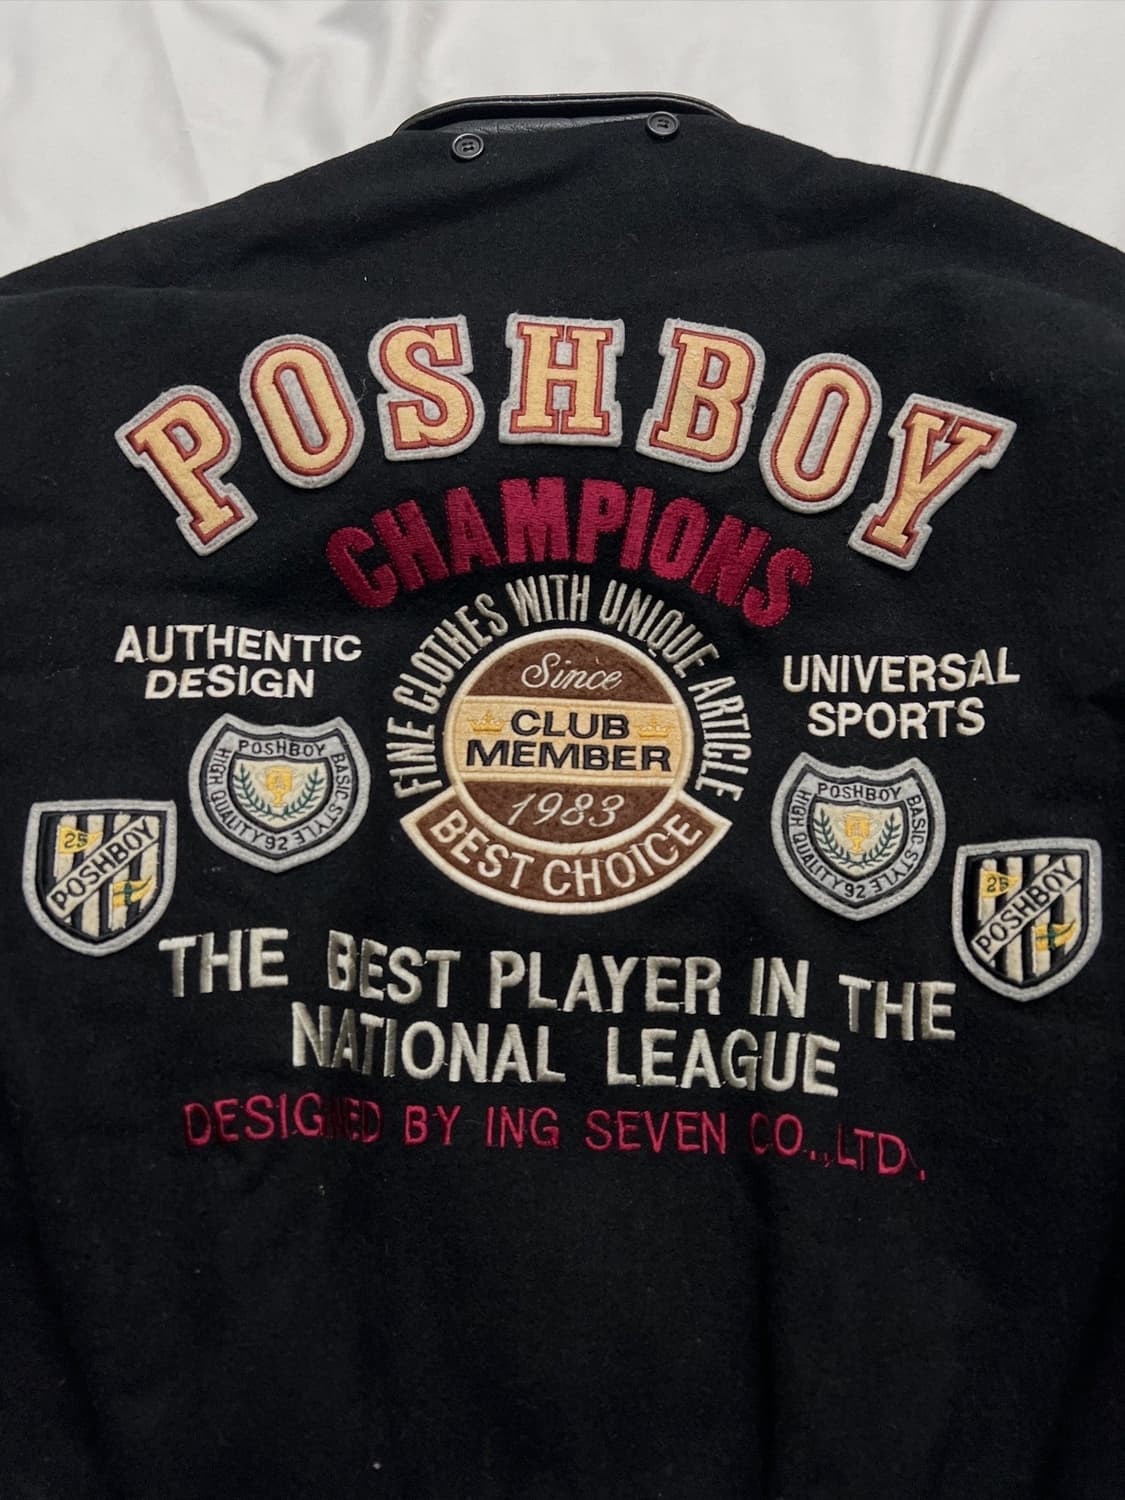 POSHBOY
CHAMPIONS
FINE CLOTHES WITH UNIQUE ARTICLE
AUTHENTIC
DESIGN
UNIVERSAL
SPORTS
Since
CLUB
MEMBER
1983
BEST CHOICE
POSHBOY
BASIC STYLE
HIGH QUALITY 92
POSHBOY
BASIC STYLE
HIGH QUALITY 92
25
POSHBOY
25
POSHBOY
THE BEST PLAYER IN THE
NATIONAL LEAGUE
DESIGNED BY ING SEVEN CO.,LTD.